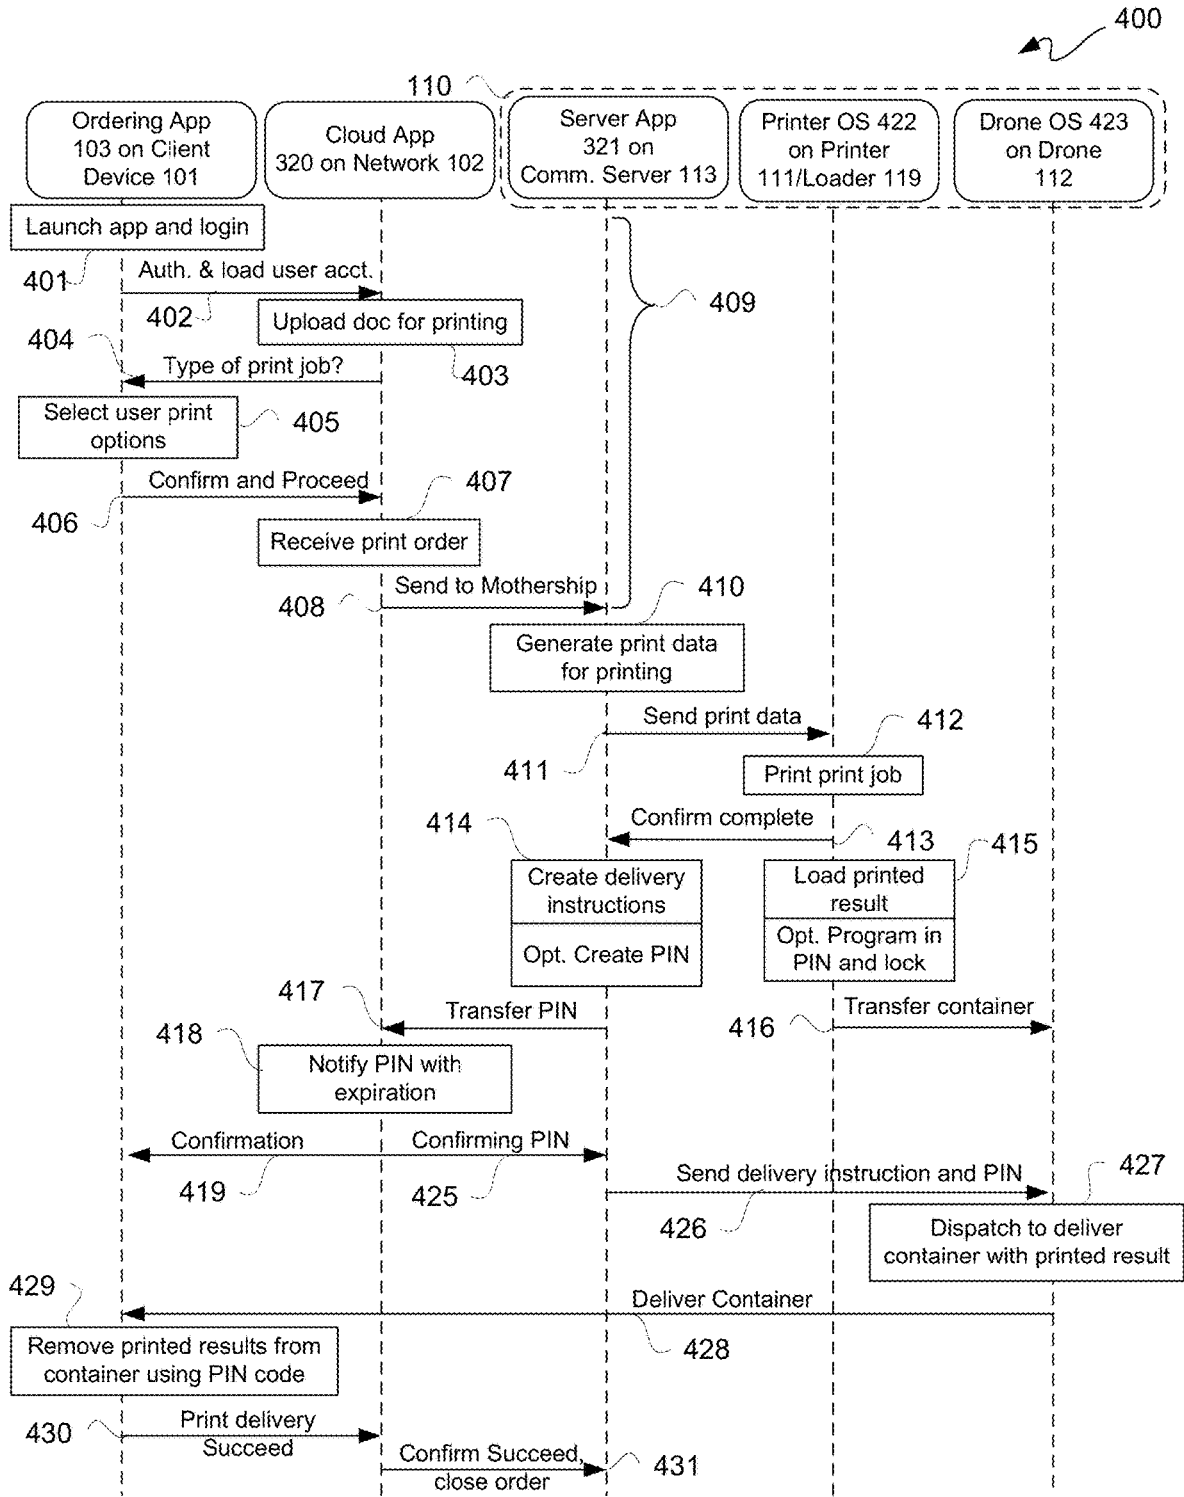 400
110
Ordering App
103 on Client
Device 101
Cloud App
320 on Network 102
Server App
321 on
Comm. Server 113
Printer OS 422
on Printer
111/Loader 119
Drone OS 423
on Drone
112
Launch app and login
401
Auth. & load user acct.
402
409
Upload doc for printing
403
404
Type of print job?
Select user print
options
405
Confirm and Proceed
406
407
Receive print order
Send to Mothership
408
410
Generate print data
for printing
Send print data
411
412
Print print job
Confirm complete
413
414
Create delivery
instructions
Opt. Create PIN
415
Load printed
result
Opt. Program in
PIN and lock
417
Transfer PIN
Transfer container
416
418
Notify PIN with
expiration
Confirmation
419
Confirming PIN
425
Send delivery instruction and PIN
426
427
Dispatch to deliver
container with printed result
Deliver Container
428
429
Remove printed results from
container using PIN code
430
Print delivery
Succeed
Confirm Succeed,
close order
431